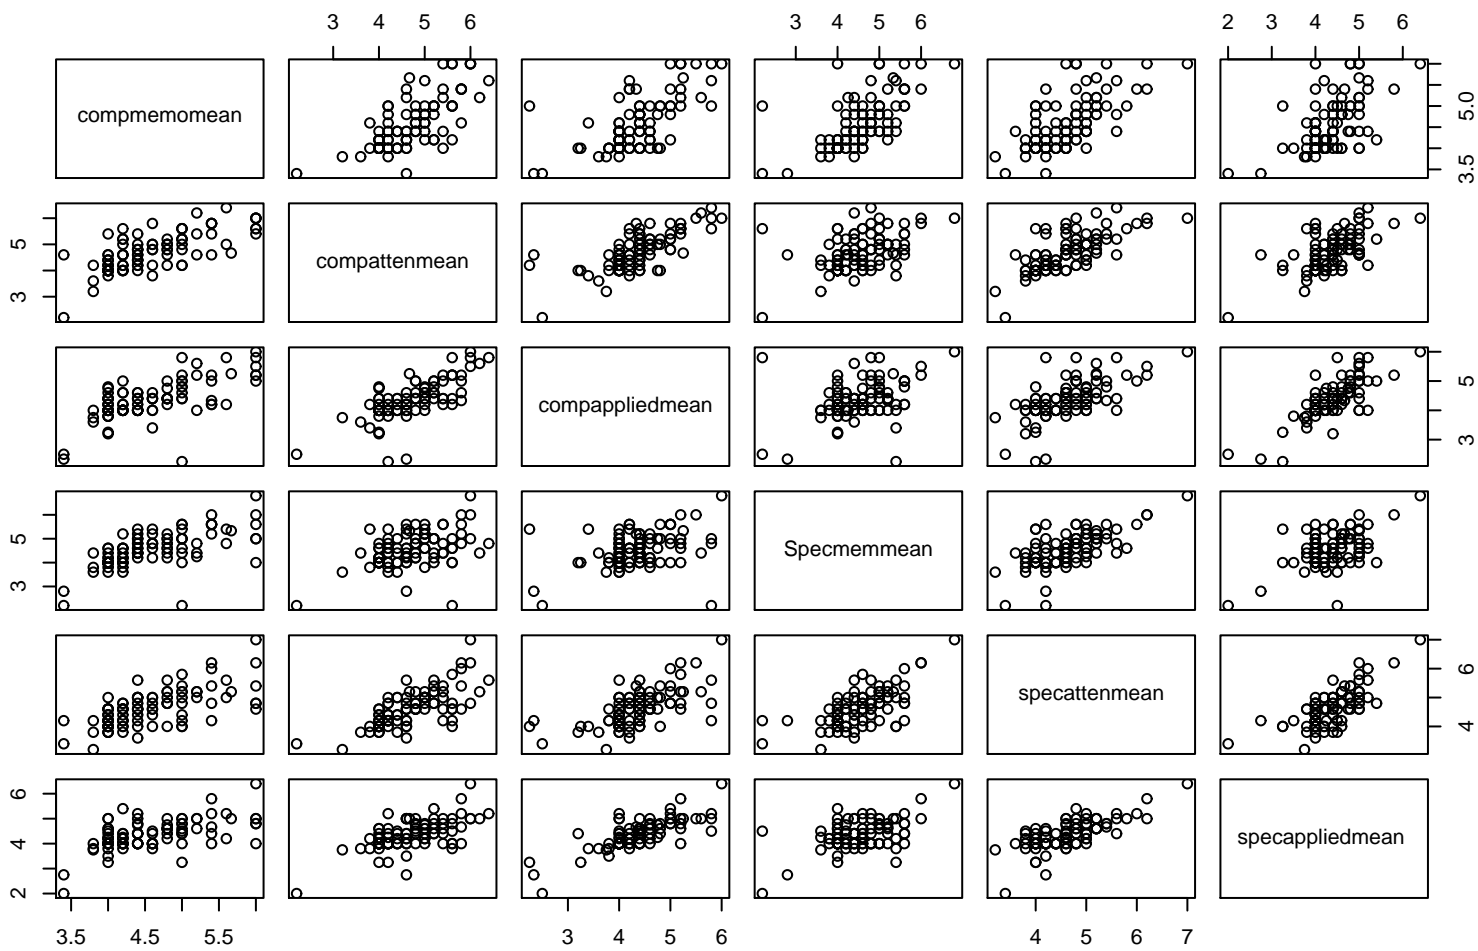 3 4 5 6 3 4 5 6 2 3 4 5 6
compmemomean 3.5 5.0
3 5 compattenmean
compappliedmean 3 5
3 5 Specmemmean
specattenmean 4 6
2 4 6 specappliedmean
3.5 4.5 5.5 3 4 5 6 4 5 6 7